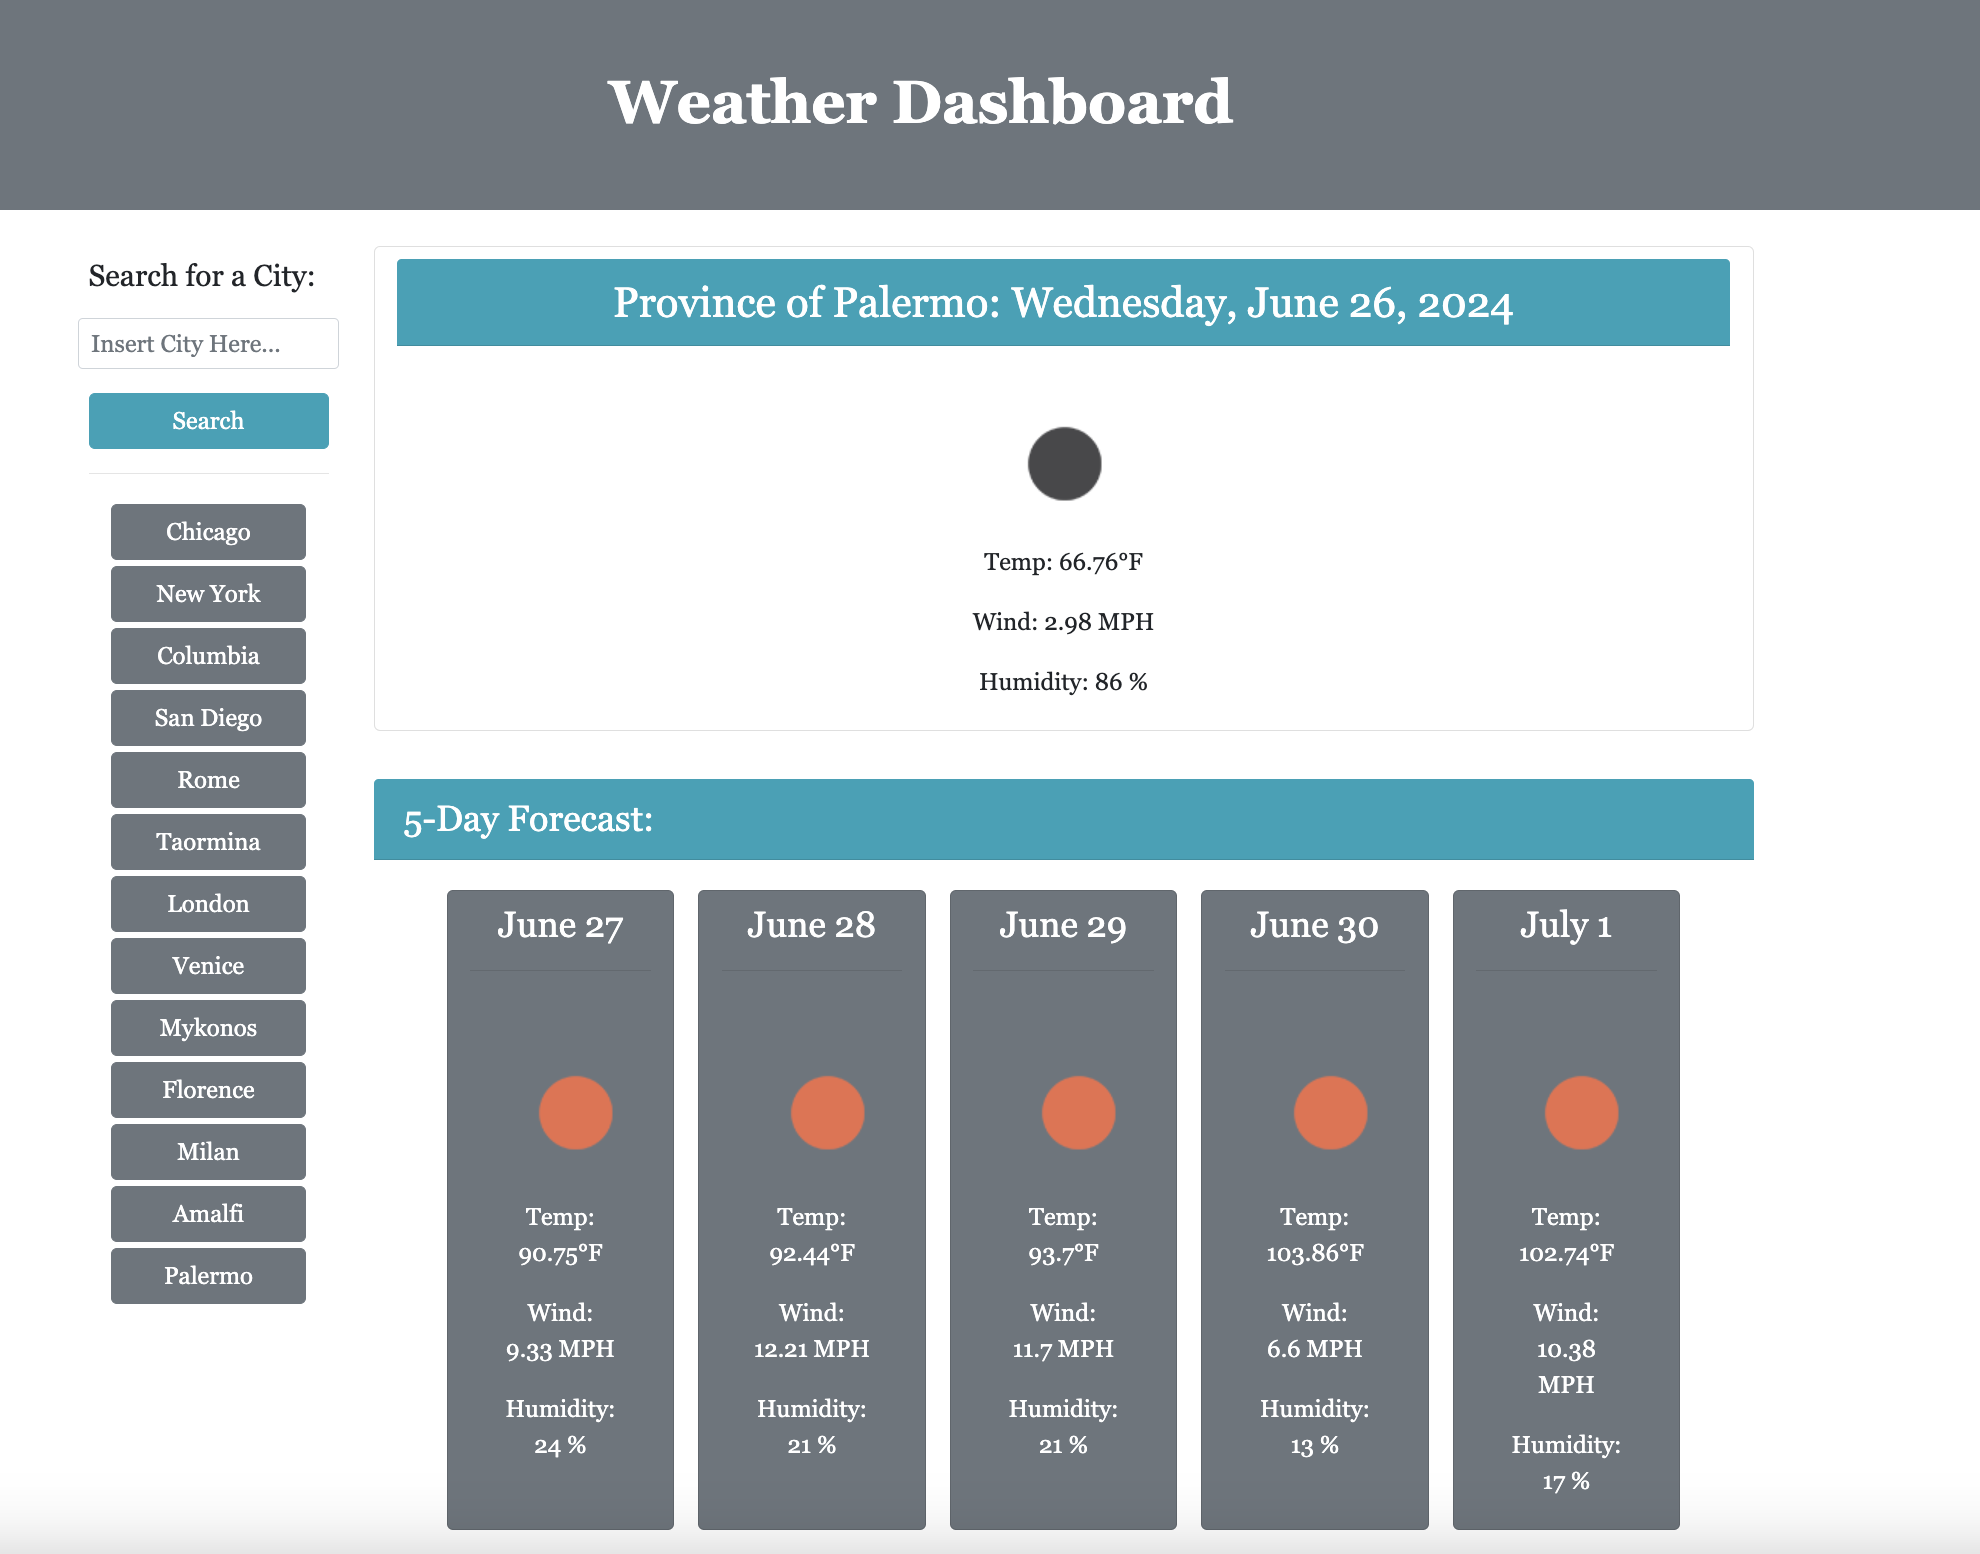 Weather Dashboard
Search for a City:
Insert City Here...
Search
Chicago
New York
Columbia
San Diego
Rome
Taormina
London
Venice
Mykonos
Florence
Milan
Amalfi
Palermo
Province of Palermo: Wednesday, June 26, 2024
Temp: 66.76°F
Wind: 2.98 MPH
Humidity: 86 %
5-Day Forecast:
June 27
Temp:
90.75°F
Wind:
9.33 MPH
Humidity:
24 %
June 28
Temp:
92.44°F
Wind:
12.21 MPH
Humidity:
21 %
June 29
Temp:
93.7°F
Wind:
11.7 MPH
Humidity:
21 %
June 30
Temp:
103.86°F
Wind:
6.6 MPH
Humidity:
13 %
July 1
Temp:
102.74°F
Wind:
10.38
MPH
Humidity:
17 %